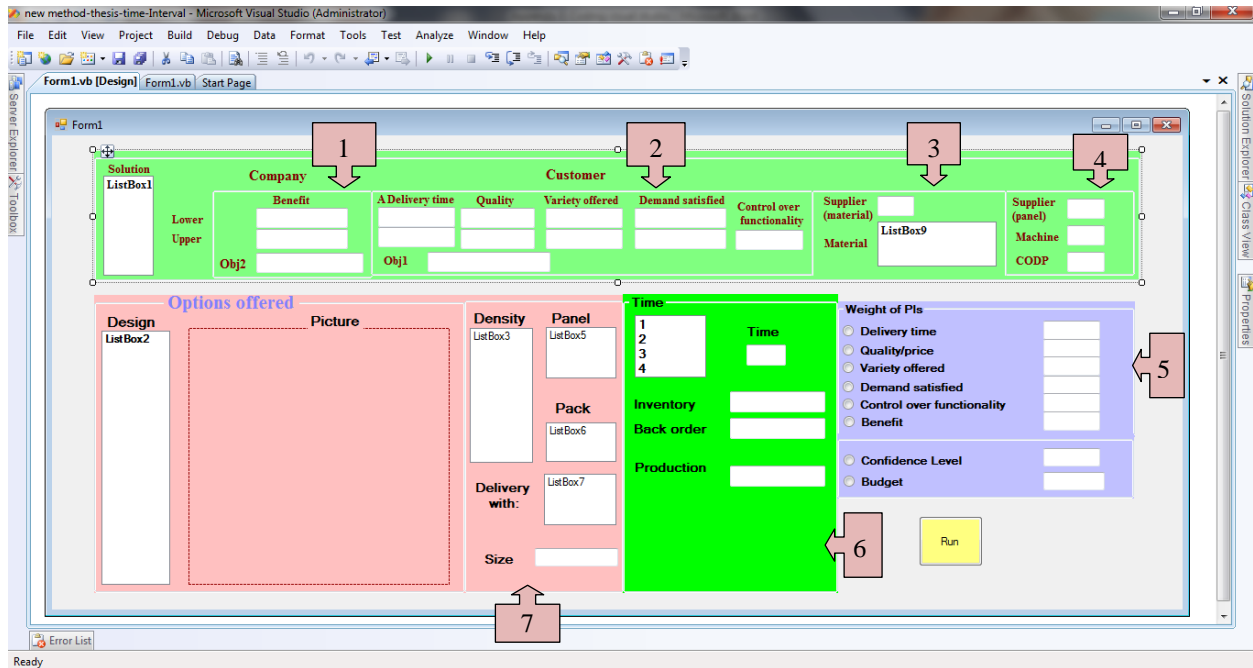 new method-thesis-time-Interval - Microsoft Visual Studio (Administrator)
File Edit View Project Build Debug Data Format Tools Test Analyze Window Help
Form1.vb [Design] Form1.vb Start Page
Server Explorer
Toolbox
Solution Explorer
Class View
Properties
Form1
1
2
3
4
Solution
ListBox1
Company
Customer
Benefit
A Delivery time Quality Variety offered Demand satisfied
Control over
functionality
Lower
Upper
Obj2
Obj1
Supplier
(material)
Material
ListBox9
Supplier
(panel)
Machine
CODP
Options offered
Design
ListBox2
Picture
Density
ListBox3
Panel
ListBox5
Pack
ListBox6
Delivery
with:
ListBox7
Size
Time
1
2
3
4
Time
Inventory
Back order
Production
Weight of PIs
Delivery time
Quality/price
Variety offered
Demand satisfied
Control over functionality
Benefit
Confidence Level
Budget
5
6
7
Run
Error List
Ready